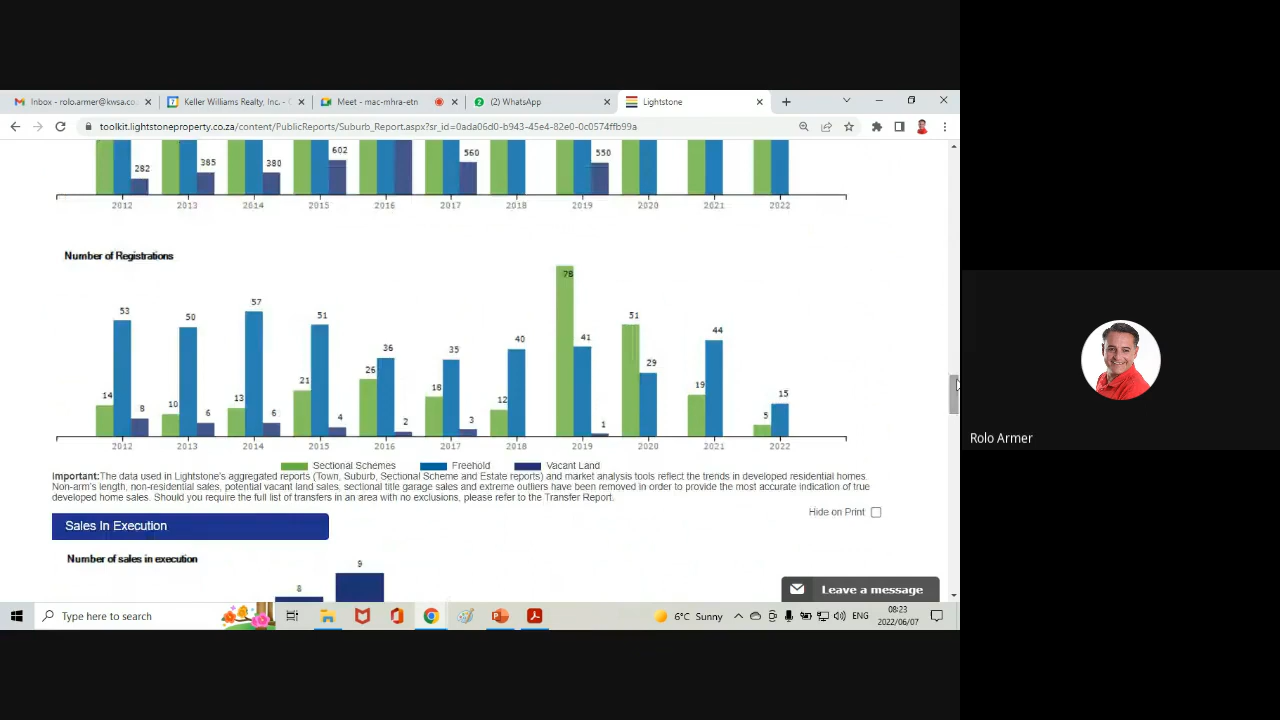 Inbox - rolo.armer@kwsa.co. Keller Williams Realty, Inc. - C Meet - mac-mhra-etn (2) WhatsApp Lightstone
toolkit.lightstoneproperty.co.za/content/PublicReports/Suburb_Report.aspx?sr_id=0ada06d0-b943-45e4-82e0-0c0574ffb99a
282 385 380 602 560 550
2012 2013 2014 2015 2016 2017 2018 2019 2020 2021 2022
Number of Registrations
14 53 8 10 50 6 13 57 6 21 51 4 26 36 2 18 35 3 12 40 78 41 1 51 29 19 44 5 15
2012 2013 2014 2015 2016 2017 2018 2019 2020 2021 2022
Sectional Schemes Freehold Vacant Land
Important:The data used in Lightstone's aggregated reports (Town, Suburb, Sectional Scheme and Estate reports) and market analysis tools reflect the trends in developed residential homes.
Non-arm's length, non-residential sales, potential vacant land sales, sectional title garage sales and extreme outliers have been removed in order to provide the most accurate indication of true
developed home sales. Should you require the full list of transfers in an area with no exclusions, please refer to the Transfer Report.
Hide on Print
Sales In Execution
Number of sales in execution
8 9
Leave a message
Type here to search
6°C Sunny
ENG
08:23
2022/06/07
Rolo Armer